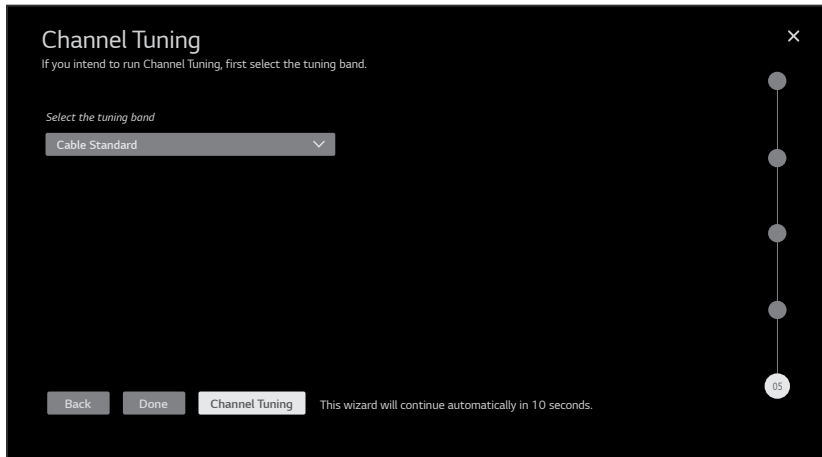 Channel Tuning
If you intend to run Channel Tuning, first select the tuning band.
Select the tuning band
Cable Standard
05
Back
Done
Channel Tuning
This wizard will continue automatically in 10 seconds.